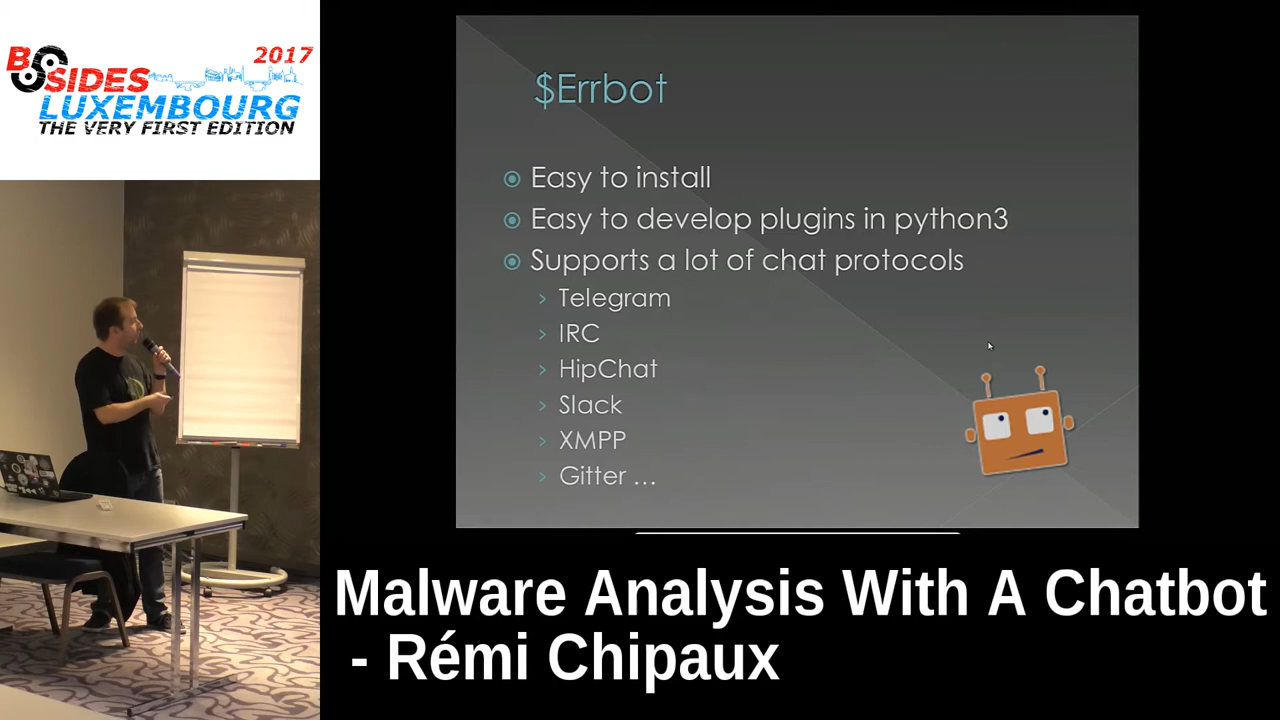 2017
BSIDES
LUXEMBOURG
THE VERY FIRST EDITION
$Errbot
Easy to install
Easy to develop plugins in python3
Supports a lot of chat protocols
Telegram
IRC
HipChat
Slack
XMPP
Gitter ...
Malware Analysis With A Chatbot
- Rémi Chipaux